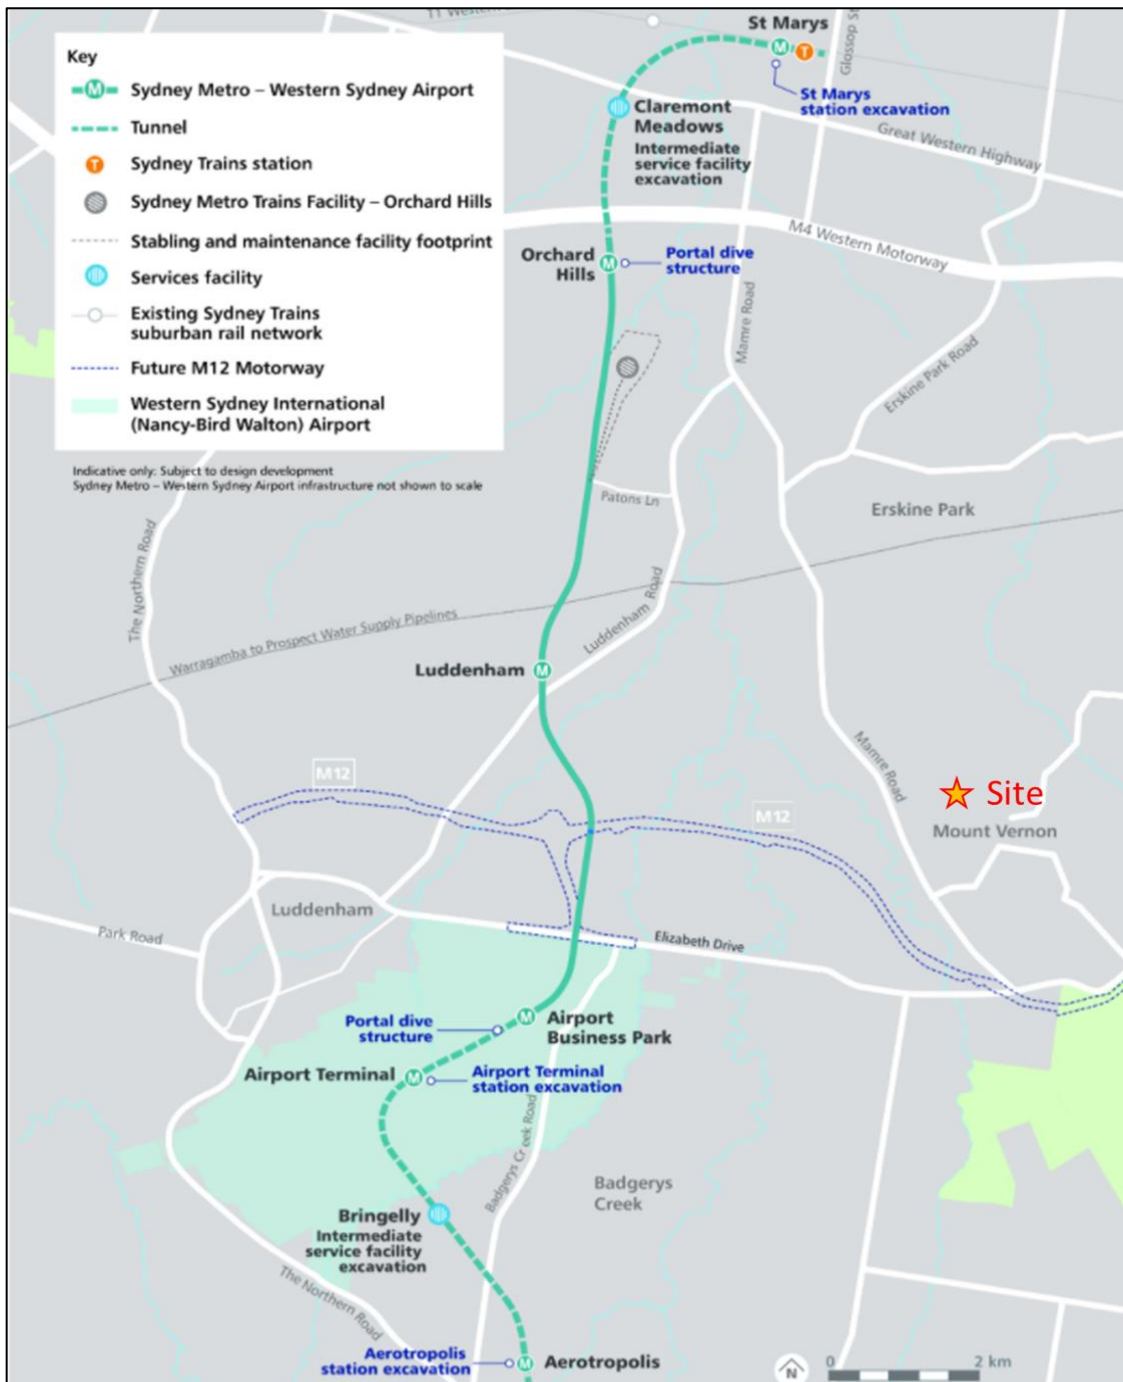 T1 Western
St Marys
M
T
Glossop St
Key
M
Sydney Metro – Western Sydney Airport
Tunnel
T
Sydney Trains station
Sydney Metro Trains Facility – Orchard Hills
Stabling and maintenance facility footprint
Services facility
Existing Sydney Trains
suburban rail network
Future M12 Motorway
Western Sydney International
(Nancy-Bird Walton) Airport
Indicative only: Subject to design development
Sydney Metro – Western Sydney Airport infrastructure not shown to scale
St Marys
station excavation
Claremont
Meadows
Intermediate
service facility
excavation
Great Western Highway
M4 Western Motorway
Orchard
Hills
M
Portal dive
structure
Mamre Road
Erskine Park Road
Patons Ln
Erskine Park
The Northern Road
Warragamba to Prospect Water Supply Pipelines
Luddenham Road
Luddenham
M
Mamre Road
M12
M12
Site
Mount Vernon
Luddenham
Park Road
Elizabeth Drive
Portal dive
structure
M
Airport
Business Park
Airport Terminal
M
Airport Terminal
station excavation
Badgerys Creek Road
Badgerys
Creek
Bringelly
Intermediate
service facility
excavation
The Northern Road
Aerotropolis
station excavation
M
Aerotropolis
N
0
2 km